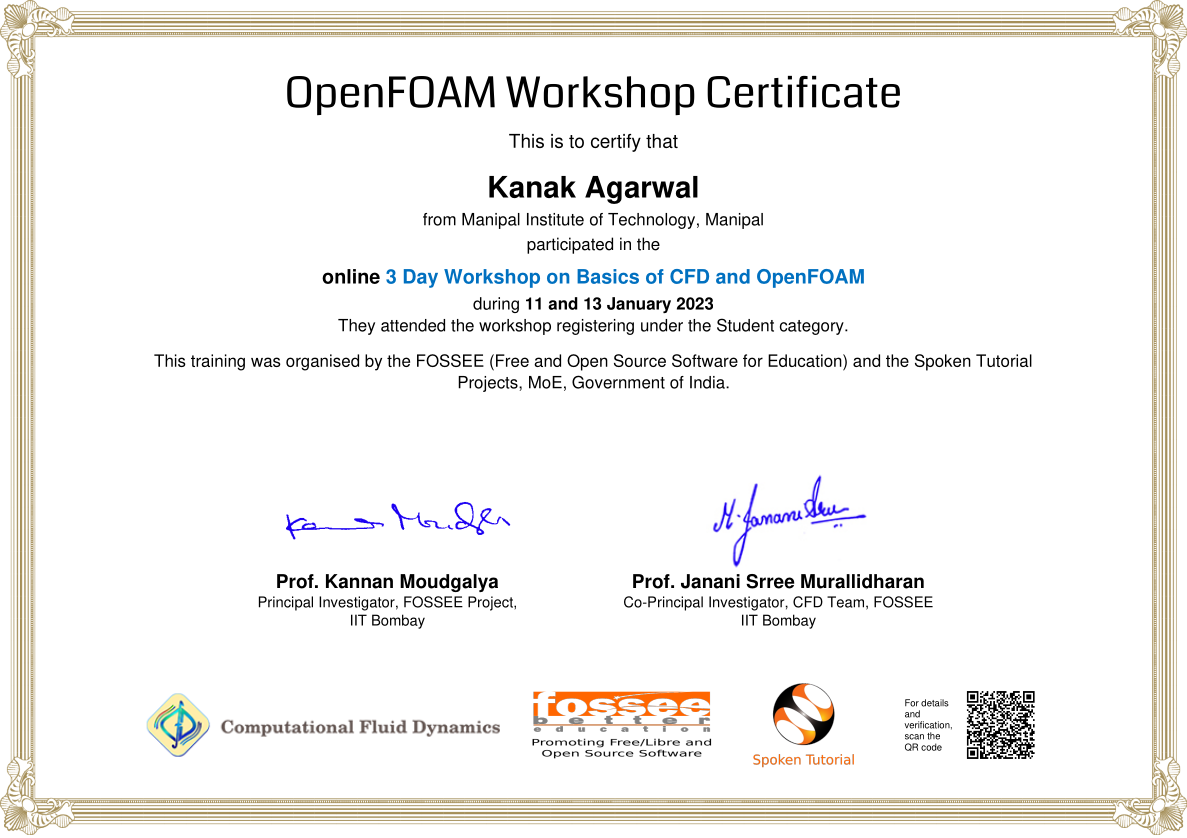 OpenFOAM Workshop Certificate
This is to certify that
Kanak Agarwal
from Manipal Institute of Technology, Manipal
participated in the
online 3 Day Workshop on Basics of CFD and OpenFOAM
during 11 and 13 January 2023
They attended the workshop registering under the Student category.
This training was organised by the FOSSEE (Free and Open Source Software for Education) and the Spoken Tutorial
Projects, MoE, Government of India.
Kannan Moudgalya
M. Janani Srree
Prof. Kannan Moudgalya
Principal Investigator, FOSSEE Project,
IIT Bombay
Prof. Janani Srree Murallidharan
Co-Principal Investigator, CFD Team, FOSSEE
IIT Bombay
Computational Fluid Dynamics
fossee
better
education
Promoting Free/Libre and
Open Source Software
Spoken Tutorial
For details
and
verification,
scan the
QR code